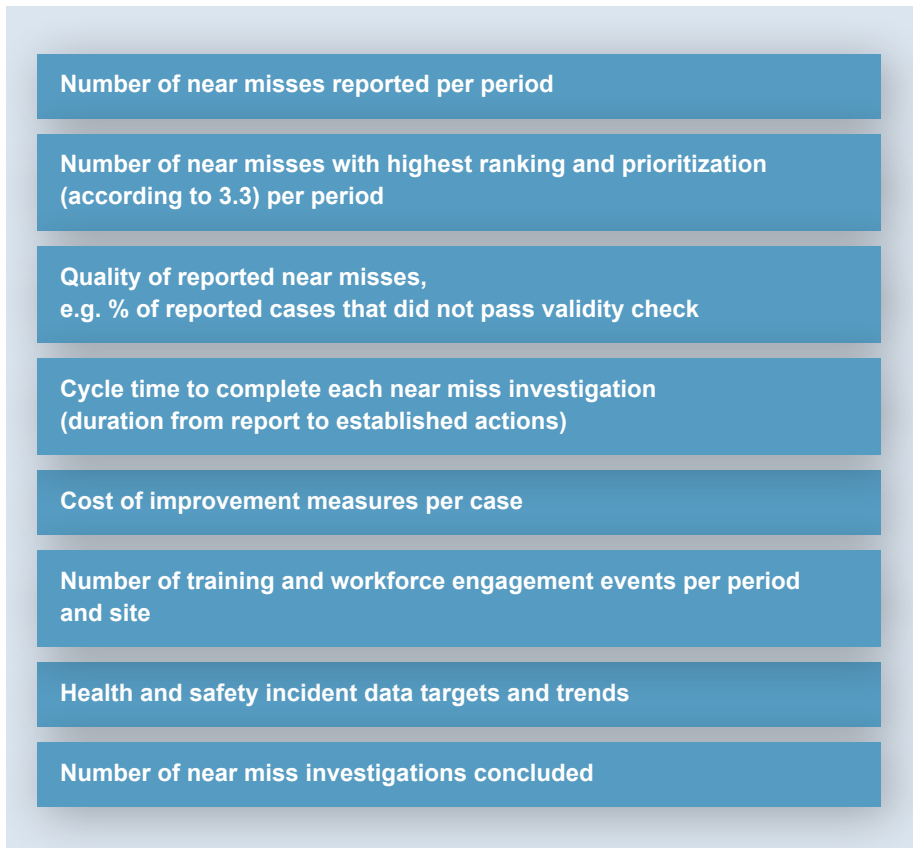 Number of near misses reported per period
Number of near misses with highest ranking and prioritization
(according to 3.3) per period
Quality of reported near misses,
e.g. % of reported cases that did not pass validity check
Cycle time to complete each near miss investigation
(duration from report to established actions)
Cost of improvement measures per case
Number of training and workforce engagement events per period
and site
Health and safety incident data targets and trends
Number of near miss investigations concluded